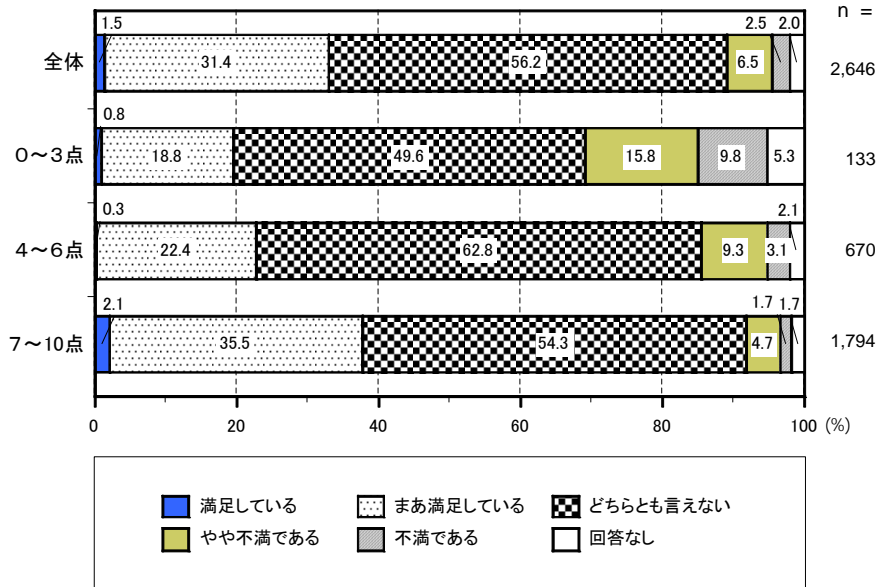 n =
1.5 2.5 2.0
全体 31.4 56.2 6.5 2,646
0.8
0～3点 18.8 49.6 15.8 9.8 5.3 133
0.3 2.1
4～6点 22.4 62.8 9.3 3.1 670
2.1 1.7 1.7
7～10点 35.5 54.3 4.7 1,794
0 20 40 60 80 100 (%)
満足している まあ満足している どちらとも言えない
やや不満である 不満である 回答なし